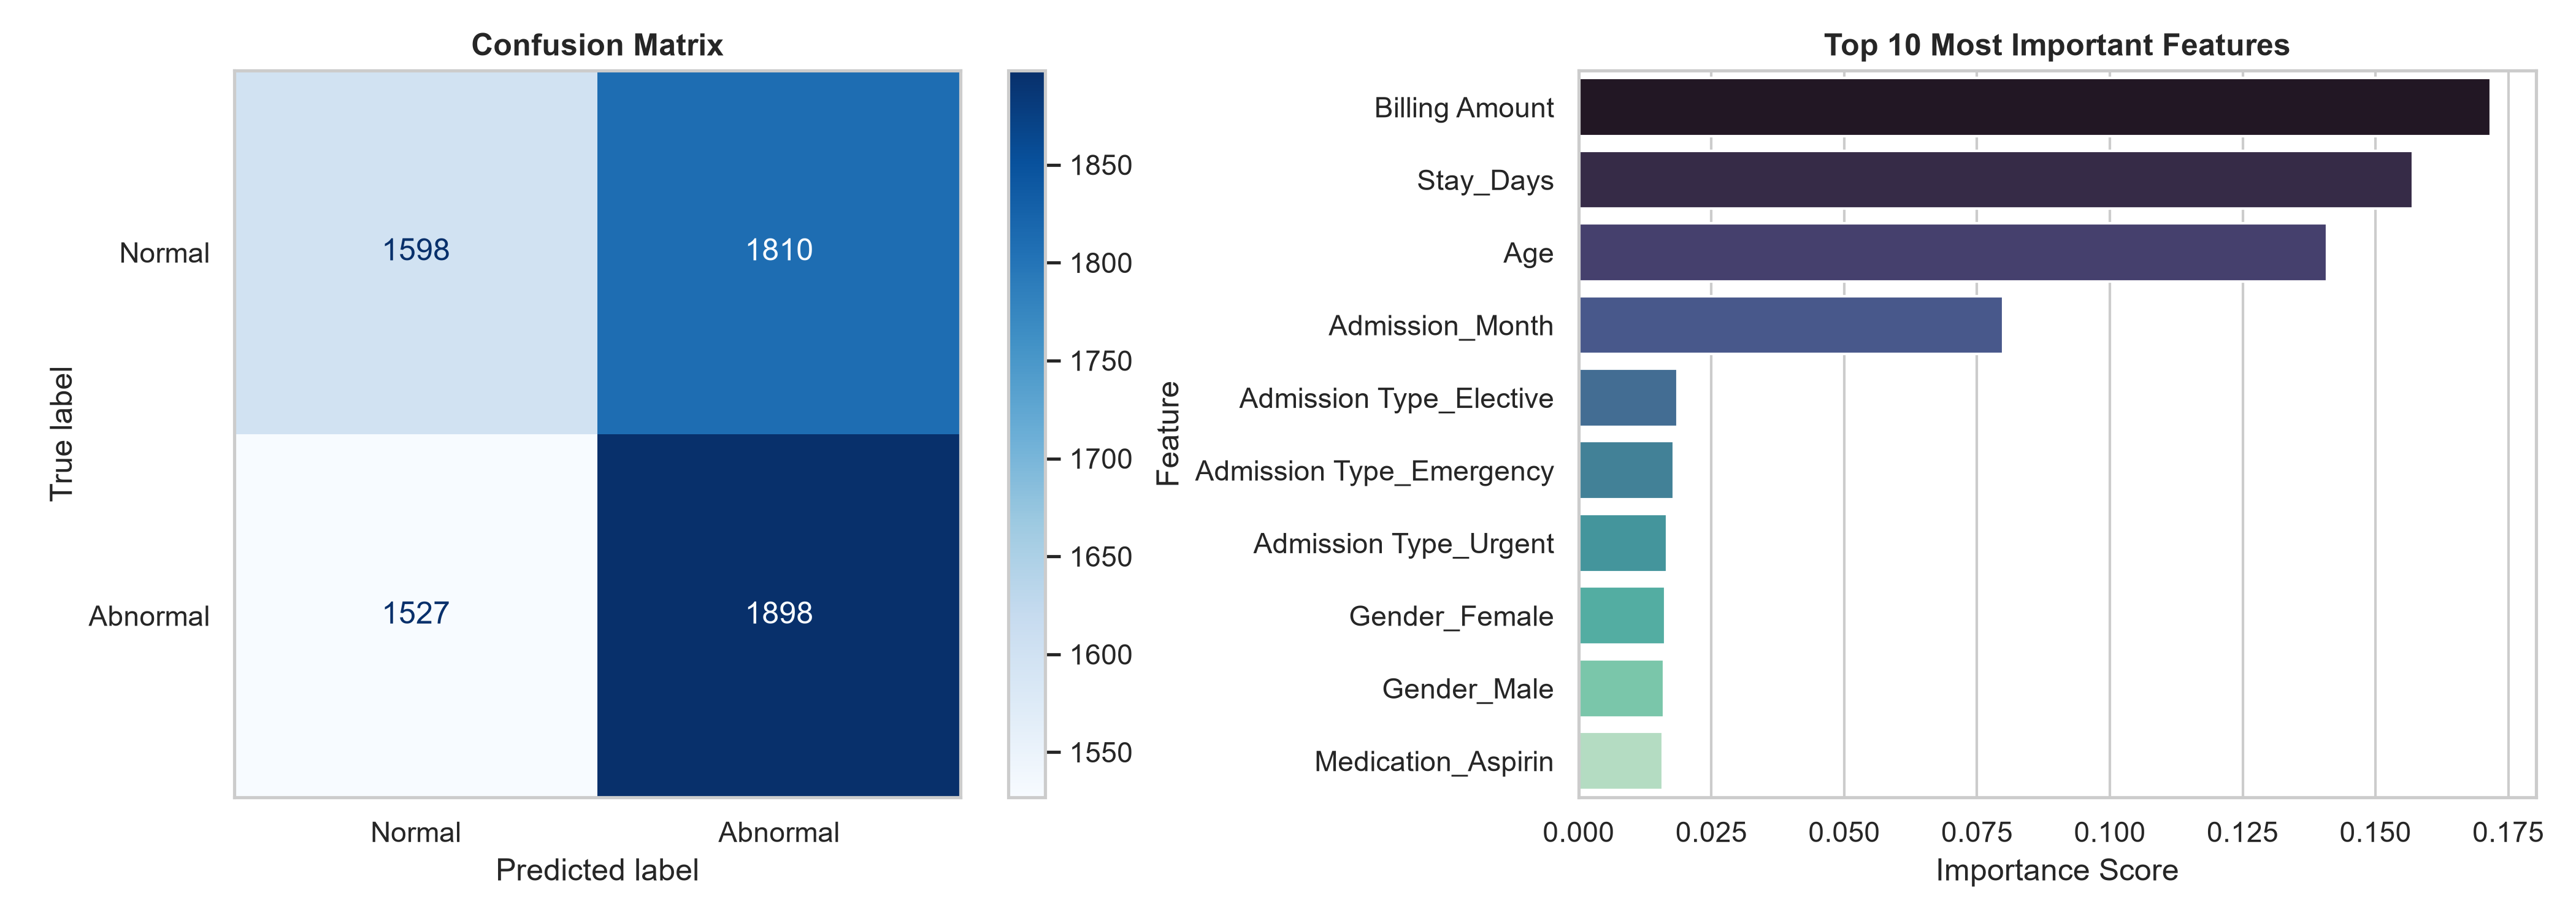 Confusion Matrix
True label
Normal
Abnormal
1598
1810
1527
1898
Normal
Abnormal
Predicted label
1850
1800
1750
1700
1650
1600
1550
Top 10 Most Important Features
Feature
Billing Amount
Stay_Days
Age
Admission_Month
Admission Type_Elective
Admission Type_Emergency
Admission Type_Urgent
Gender_Female
Gender_Male
Medication_Aspirin
0.000 0.025 0.050 0.075 0.100 0.125 0.150 0.175
Importance Score